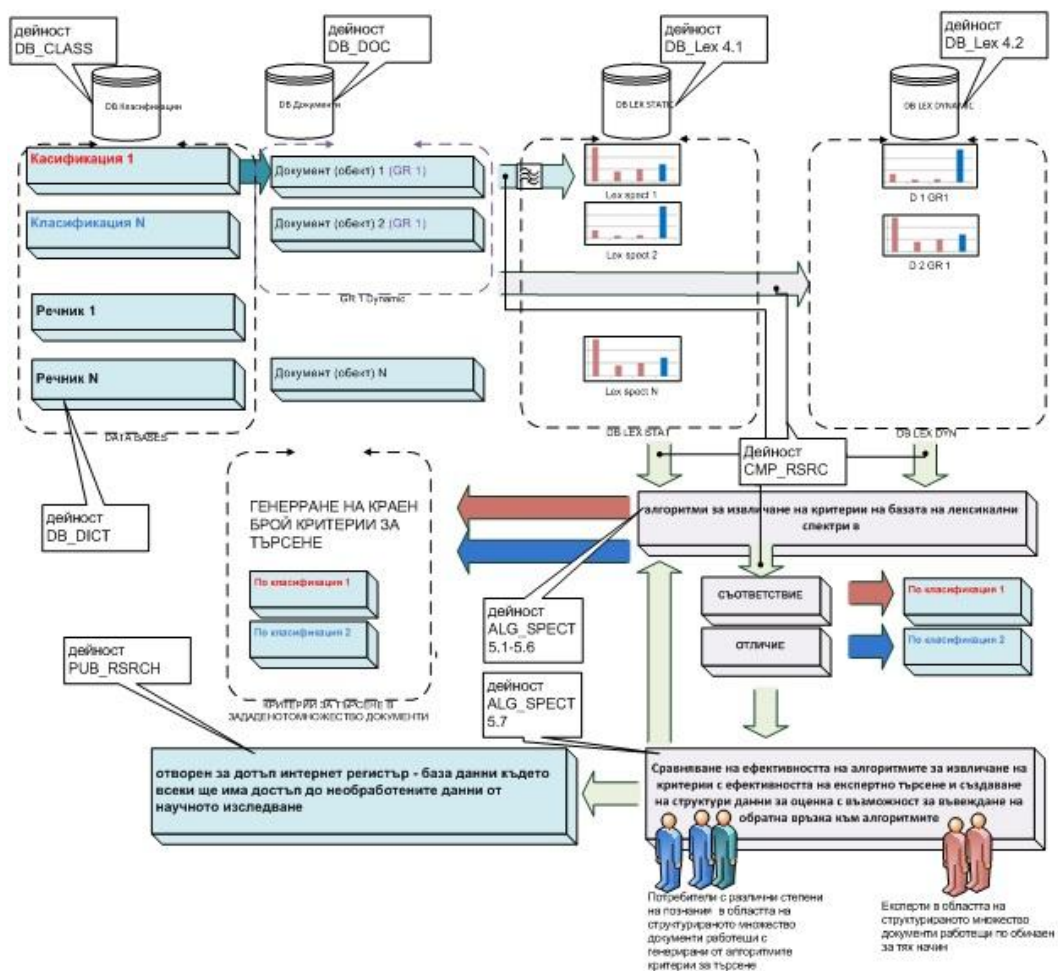 дейност
DB_CLASS
дейност
DB_DOC
дейност
DB_Lex 4.1
дейност
DB_Lex 4.2
DB Класификации
DB Документи
DB LEX STATIC
DB LEX DYNAMIC
Касификация 1
Класификация N
Речник 1
Речник N
DATA BASES
Документ (обект) 1 (GR 1)
Документ (обект) 2 (GR 1)
GR 1 Dynamic
Документ (обект) N
Lex spect 1
Lex spect 2
Lex spect N
DB LEX STAT
D 1 GR1
D 2 GR 1
DB LEX DYN
дейност
DB_DICT
Дейност
CMP_RSRC
ГЕНЕРРАНЕ НА КРАЕН
БРОЙ КРИТЕРИИ ЗА
ТЪРСЕНЕ
По класификация 1
По класификация 2
КРИТЕРИИ ЗА ТЪРСЕНЕ В
ЗАДАДЕНОТОМНОЖЕСТВО ДОКУМЕНТИ
алгоритми за извличане на критерии на базата на лексикални
спектри в
СЪОТВЕТСТВИЕ
ОТЛИЧИЕ
По класификация 1
По класификация 2
дейност
ALG_SPECT
5.1-5.6
дейност
PUB_RSRCH
дейност
ALG_SPECT
5.7
отворен за дотъп интернет регистър - база данни където
всеки ще има достъп до необработените данни от
научното изследване
Сравняване на ефективността на алгоритмите за извличане на
критерии с ефективността на експертно търсене и създаване
на структури данни за оценка с възможност за въвеждане на
обратна връзка към алгоритмите
Потребители с различни степени
на познания в областта на
структурираното множество
документи работещи с
генерирани от алгоритмите
критерии за търсене
Експерти в областта на
структурираното множество
документи работещи по обичаен
за тях начин